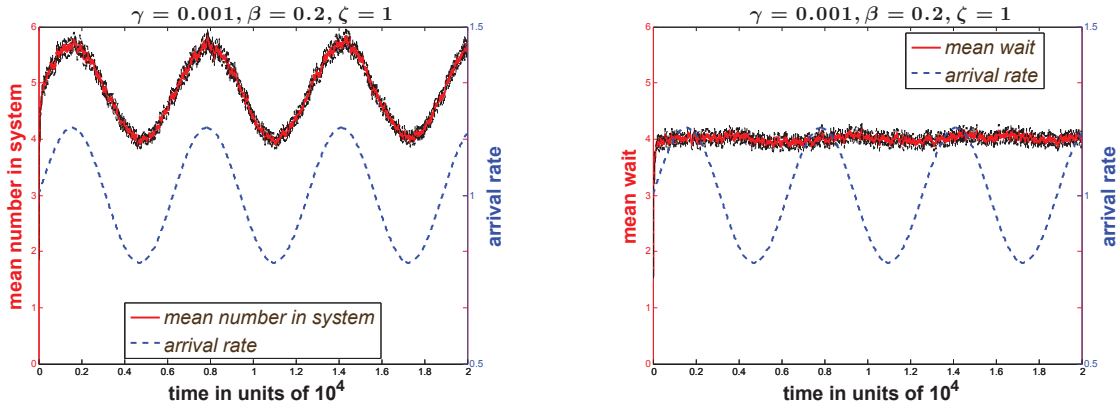 γ = 0.001, β = 0.2, ζ = 1
6
5
4
3
2
1
0
mean number in system
1.5
1
0.5
arrival rate
mean number in system
arrival rate
0 0.2 0.4 0.6 0.8 1 1.2 1.4 1.6 1.8 2
time in units of 10⁴
γ = 0.001, β = 0.2, ζ = 1
6
5
4
3
2
1
0
mean wait
1.5
1
0.5
arrival rate
mean wait
arrival rate
0 0.2 0.4 0.6 0.8 1 1.2 1.4 1.6 1.8 2
time in units of 10⁴